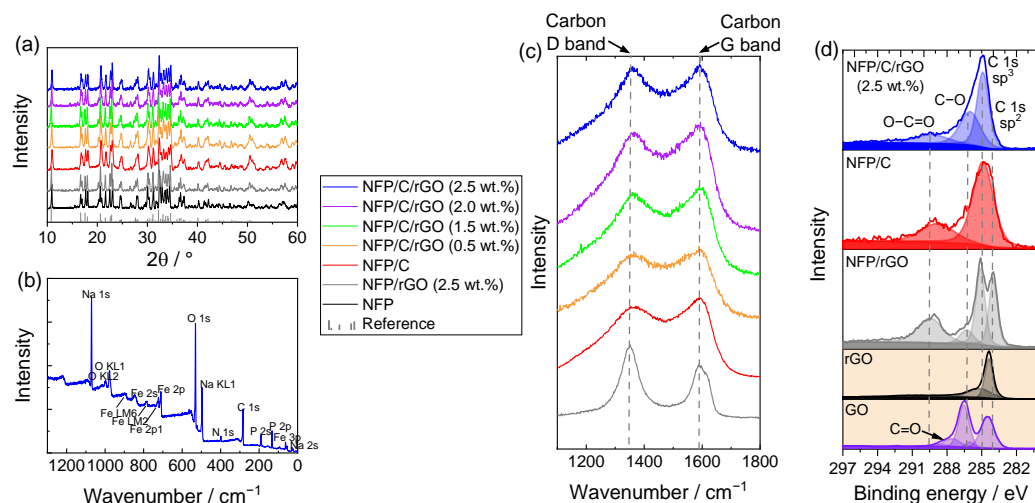 (a)
Intensity
10 20 30 40 50 60
2θ / °
(b)
Na 1s
O KL1
O KL2
Fe LM6
Fe 2s
Fe LM2
Fe 2p1
Fe 2p
O 1s
Na KL1
N 1s
C 1s
P 2s
P 2p
Fe 3p
Na 2s
Intensity
1200 1000 800 600 400 200 0
Wavenumber / cm⁻¹
NFP/C/rGO (2.5 wt.%)
NFP/C/rGO (2.0 wt.%)
NFP/C/rGO (1.5 wt.%)
NFP/C/rGO (0.5 wt.%)
NFP/C
NFP/rGO (2.5 wt.%)
NFP
Reference
(c)
Carbon
D band
Carbon
G band
Intensity
1200 1400 1600 1800
Wavenumber / cm⁻¹
(d)
NFP/C/rGO
(2.5 wt.%)
C 1s
sp³
C−O
C 1s
sp²
O−C=O
NFP/C
NFP/rGO
rGO
GO
C=O
Intensity
297 294 291 288 285 282
Binding energy / eV